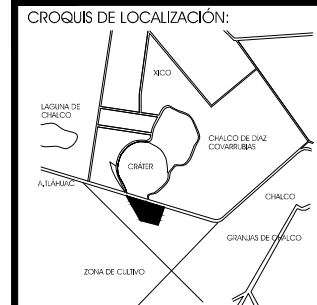 CROQUIS DE LOCALIZACIÓN:
XICO
LAGUNA DE
CHALCO
CHALCO DE DÍAZ
COVARRUBIAS
CRÁTER
A TLÁHUAC
CHALCO
GRANJAS DE CHALCO
ZONA DE CULTIVO